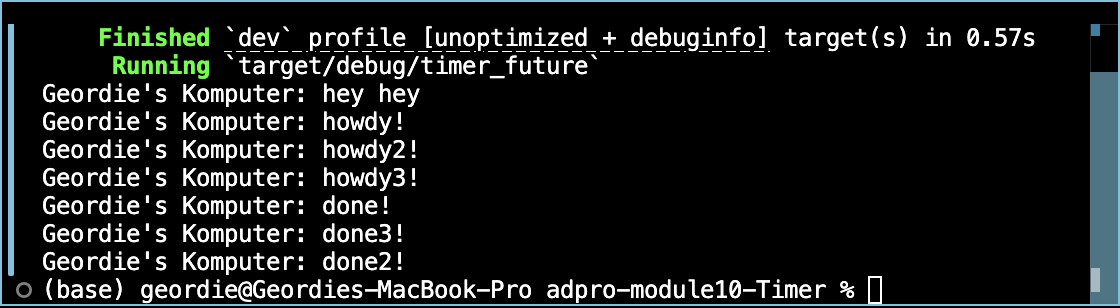 Finished `dev` profile [unoptimized + debuginfo] target(s) in 0.57s
Running `target/debug/timer_future`
Geordie's Komputer: hey hey
Geordie's Komputer: howdy!
Geordie's Komputer: howdy2!
Geordie's Komputer: howdy3!
Geordie's Komputer: done!
Geordie's Komputer: done3!
Geordie's Komputer: done2!
(base) geordie@Geordies-MacBook-Pro adpro-module10-Timer %